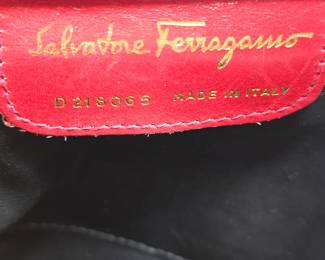 Salvatore Ferragamo
D218065 MADE IN ITALY